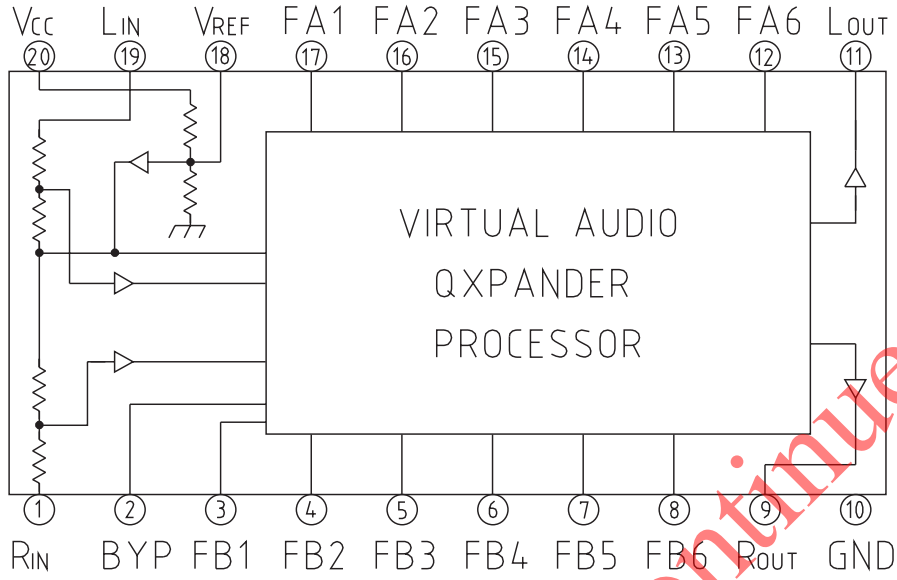 VCC LIN VREF FA1 FA2 FA3 FA4 FA5 FA6 LOUT
20 19 18 17 16 15 14 13 12 11
VIRTUAL AUDIO
QXPANDER
PROCESSOR
1 2 3 4 5 6 7 8 9 10
RIN BYP FB1 FB2 FB3 FB4 FB5 FB6 ROUT GND
ontinue